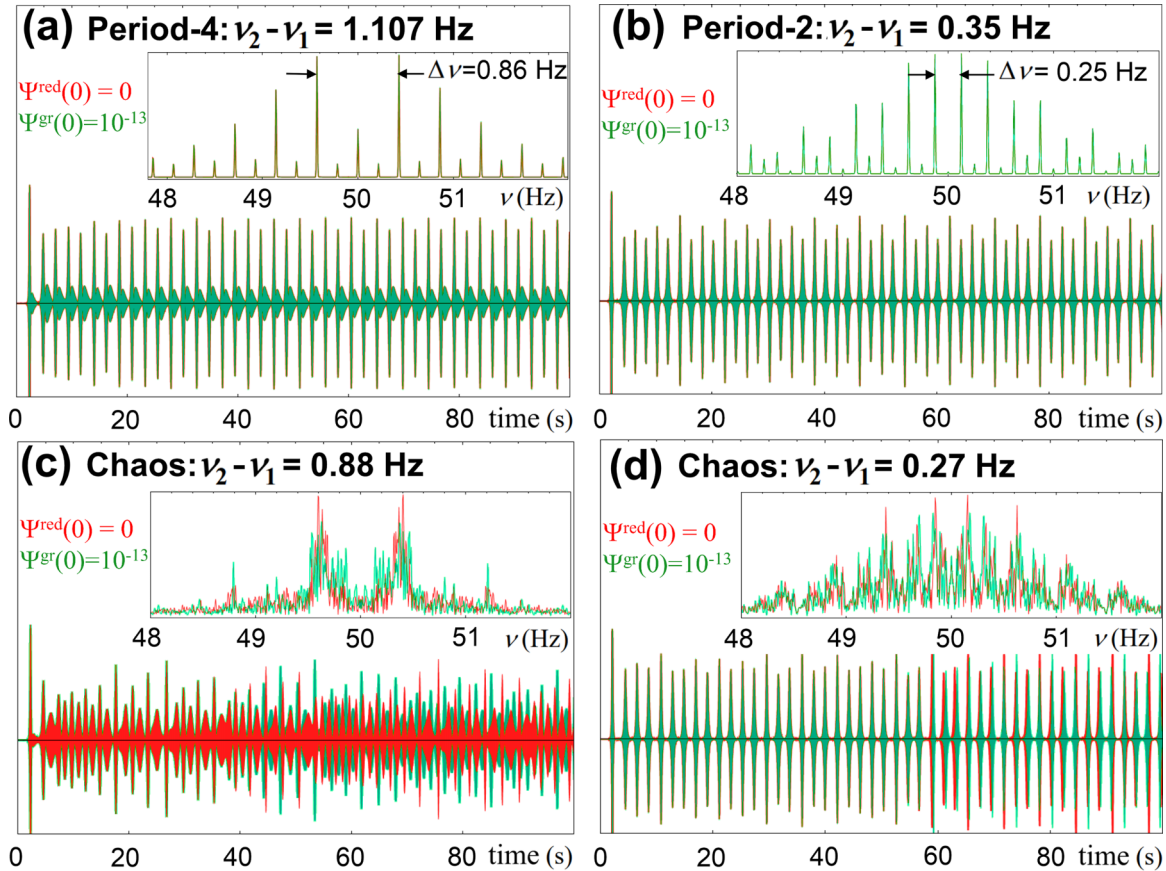 (a) Period-4: ν₂-ν₁= 1.107 Hz
Δν=0.86 Hz
Ψʳᵉᵈ(0) = 0
Ψᵍʳ(0)=10⁻¹³
48 49 50 51 ν (Hz)
0 20 40 60 80 time (s)
(b) Period-2: ν₂-ν₁= 0.35 Hz
Δν= 0.25 Hz
Ψʳᵉᵈ(0) = 0
Ψᵍʳ(0)=10⁻¹³
48 49 50 51 ν (Hz)
0 20 40 60 80 time (s)
(c) Chaos: ν₂-ν₁= 0.88 Hz
Ψʳᵉᵈ(0) = 0
Ψᵍʳ(0)=10⁻¹³
48 49 50 51 ν (Hz)
0 20 40 60 80 time (s)
(d) Chaos: ν₂-ν₁= 0.27 Hz
Ψʳᵉᵈ(0) = 0
Ψᵍʳ(0)=10⁻¹³
48 49 50 51 ν (Hz)
0 20 40 60 80 time (s)